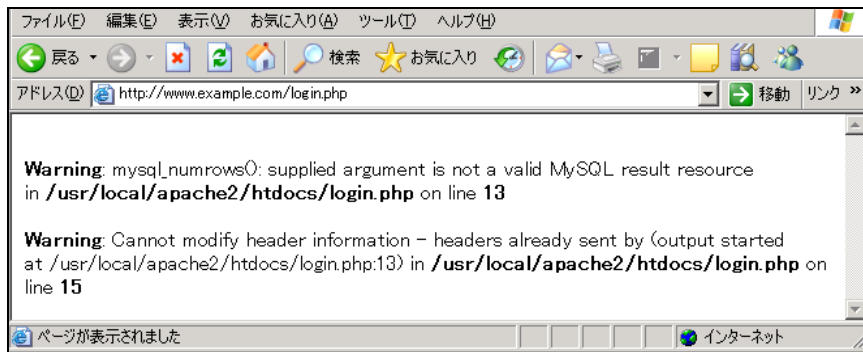 ファイル(F) 編集(E) 表示(V) お気に入り(A) ツール(T) ヘルプ(H)
戻る 検索 お気に入り
アドレス(D) http://www.example.com/login.php 移動 リンク »
Warning: mysql_numrows(): supplied argument is not a valid MySQL result resource
in /usr/local/apache2/htdocs/login.php on line 13
Warning: Cannot modify header information - headers already sent by (output started
at /usr/local/apache2/htdocs/login.php:13) in /usr/local/apache2/htdocs/login.php on
line 15
ページが表示されました インターネット